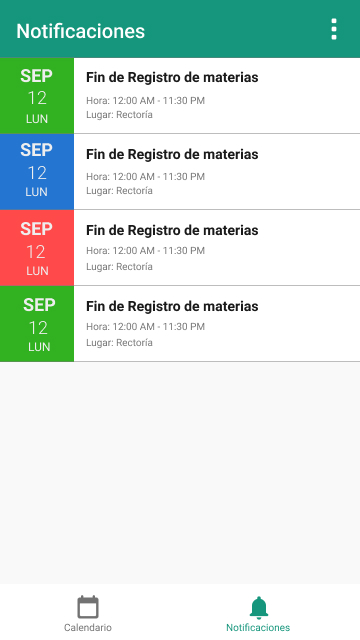 Notificaciones
SEP
12
LUN
Fin de Registro de materias
Hora: 12:00 AM - 11:30 PM
Lugar: Rectoría
SEP
12
LUN
Fin de Registro de materias
Hora: 12:00 AM - 11:30 PM
Lugar: Rectoría
SEP
12
LUN
Fin de Registro de materias
Hora: 12:00 AM - 11:30 PM
Lugar: Rectoría
SEP
12
LUN
Fin de Registro de materias
Hora: 12:00 AM - 11:30 PM
Lugar: Rectoría
Calendario
Notificaciones